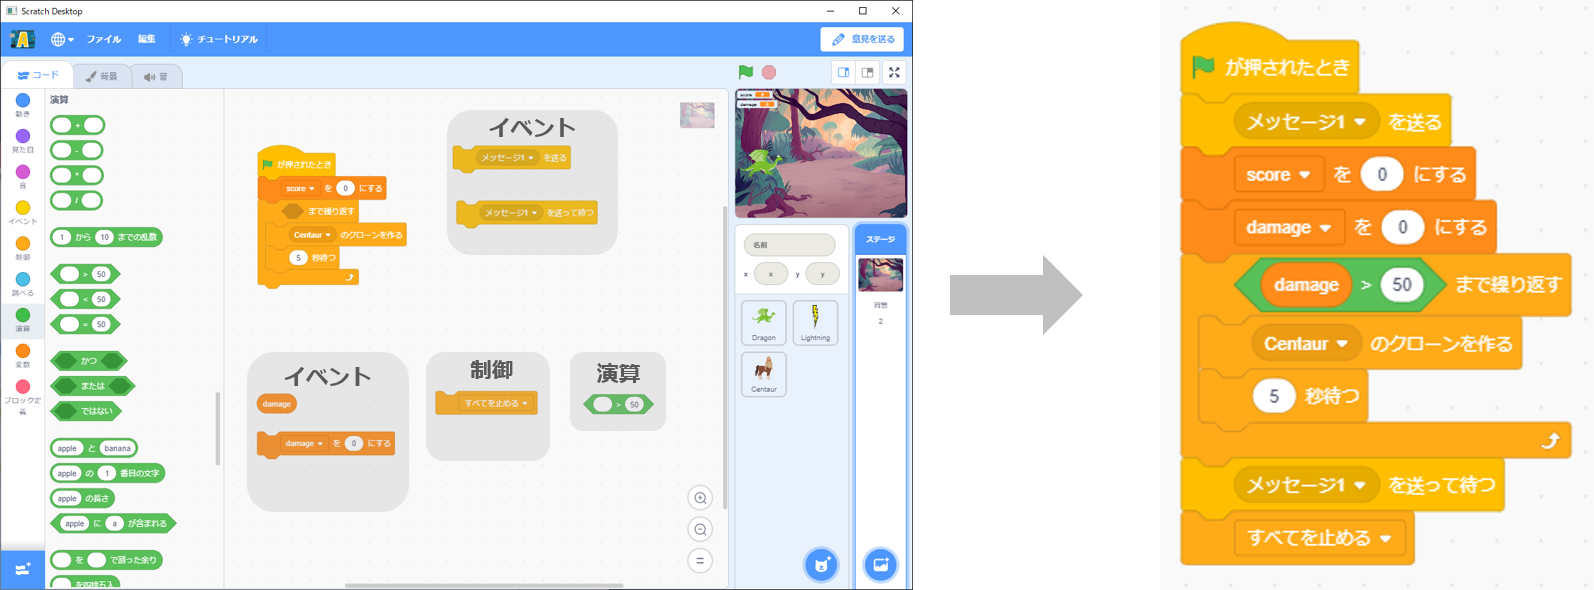 Scratch Desktop
ファイル
編集
チュートリアル
意見を送る
コード
背景
音
動き
見た目
音
イベント
制御
調べる
演算
変数
ブロック定
義
演算
+
-
*
/
1 から 10 までの乱数
> 50
< 50
= 50
かつ
または
ではない
apple と banana
apple の 1 番目の文字
apple の長さ
apple に a が含まれる
を で割った余り
を四捨五入
が押されたとき
score を 0 にする
まで繰り返す
Centaur のクローンを作る
5 秒待つ
イベント
メッセージ1 を送る
メッセージ1 を送って待つ
イベント
damage
damage を 0 にする
制御
すべてを止める
演算
> 50
score 0
damage 0
名前
x x y y
Dragon
Lightning
Centaur
ステージ
背景
2
が押されたとき
メッセージ1 を送る
score を 0 にする
damage を 0 にする
damage > 50 まで繰り返す
Centaur のクローンを作る
5 秒待つ
メッセージ1 を送って待つ
すべてを止める